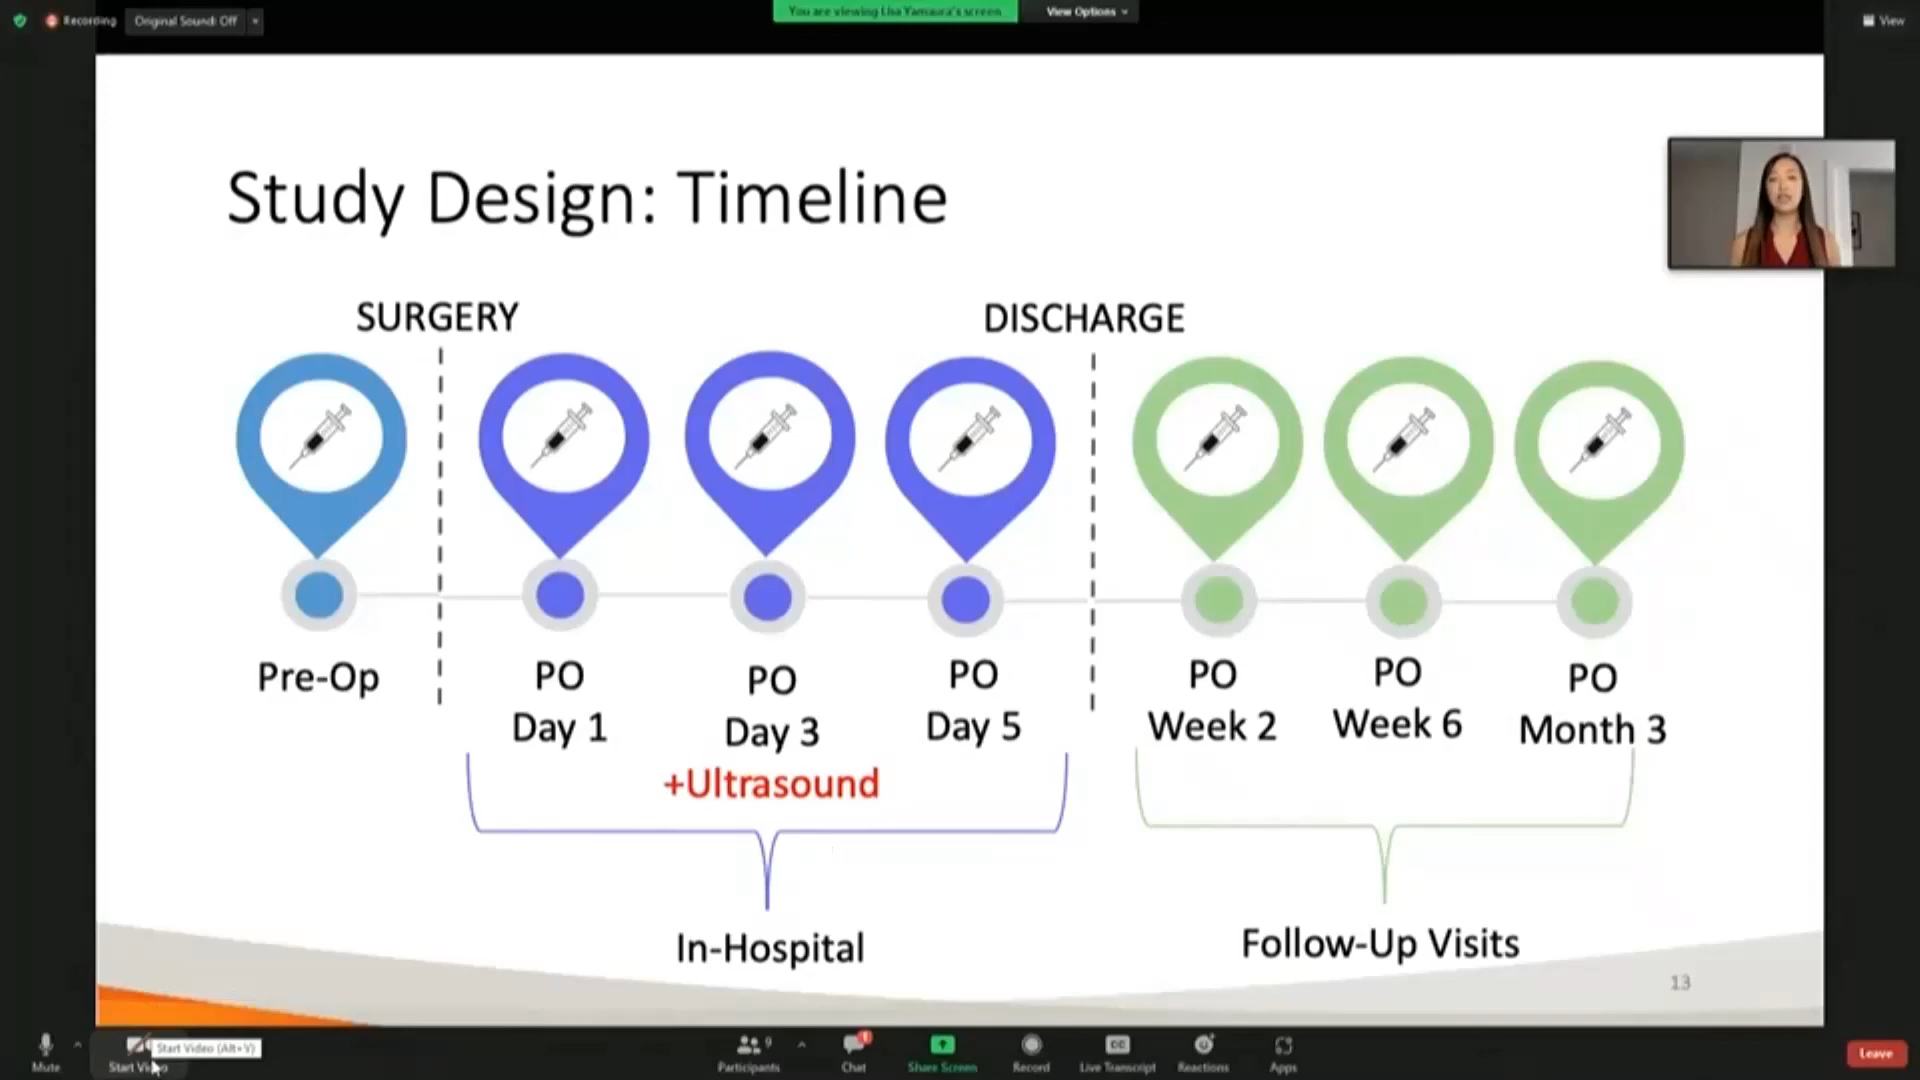 Recording
Original Sound: Off
You are viewing Lisa Yamaura's screen
View Options
View
Study Design: Timeline
SURGERY
DISCHARGE
Pre-Op
PO
Day 1
PO
Day 3
+Ultrasound
PO
Day 5
PO
Week 2
PO
Week 6
PO
Month 3
In-Hospital
Follow-Up Visits
13
Mute
Start Video
Start Video (Alt+V)
9
Participants
1
Chat
Share Screen
Record
CC
Live Transcript
Reactions
Apps
Leave